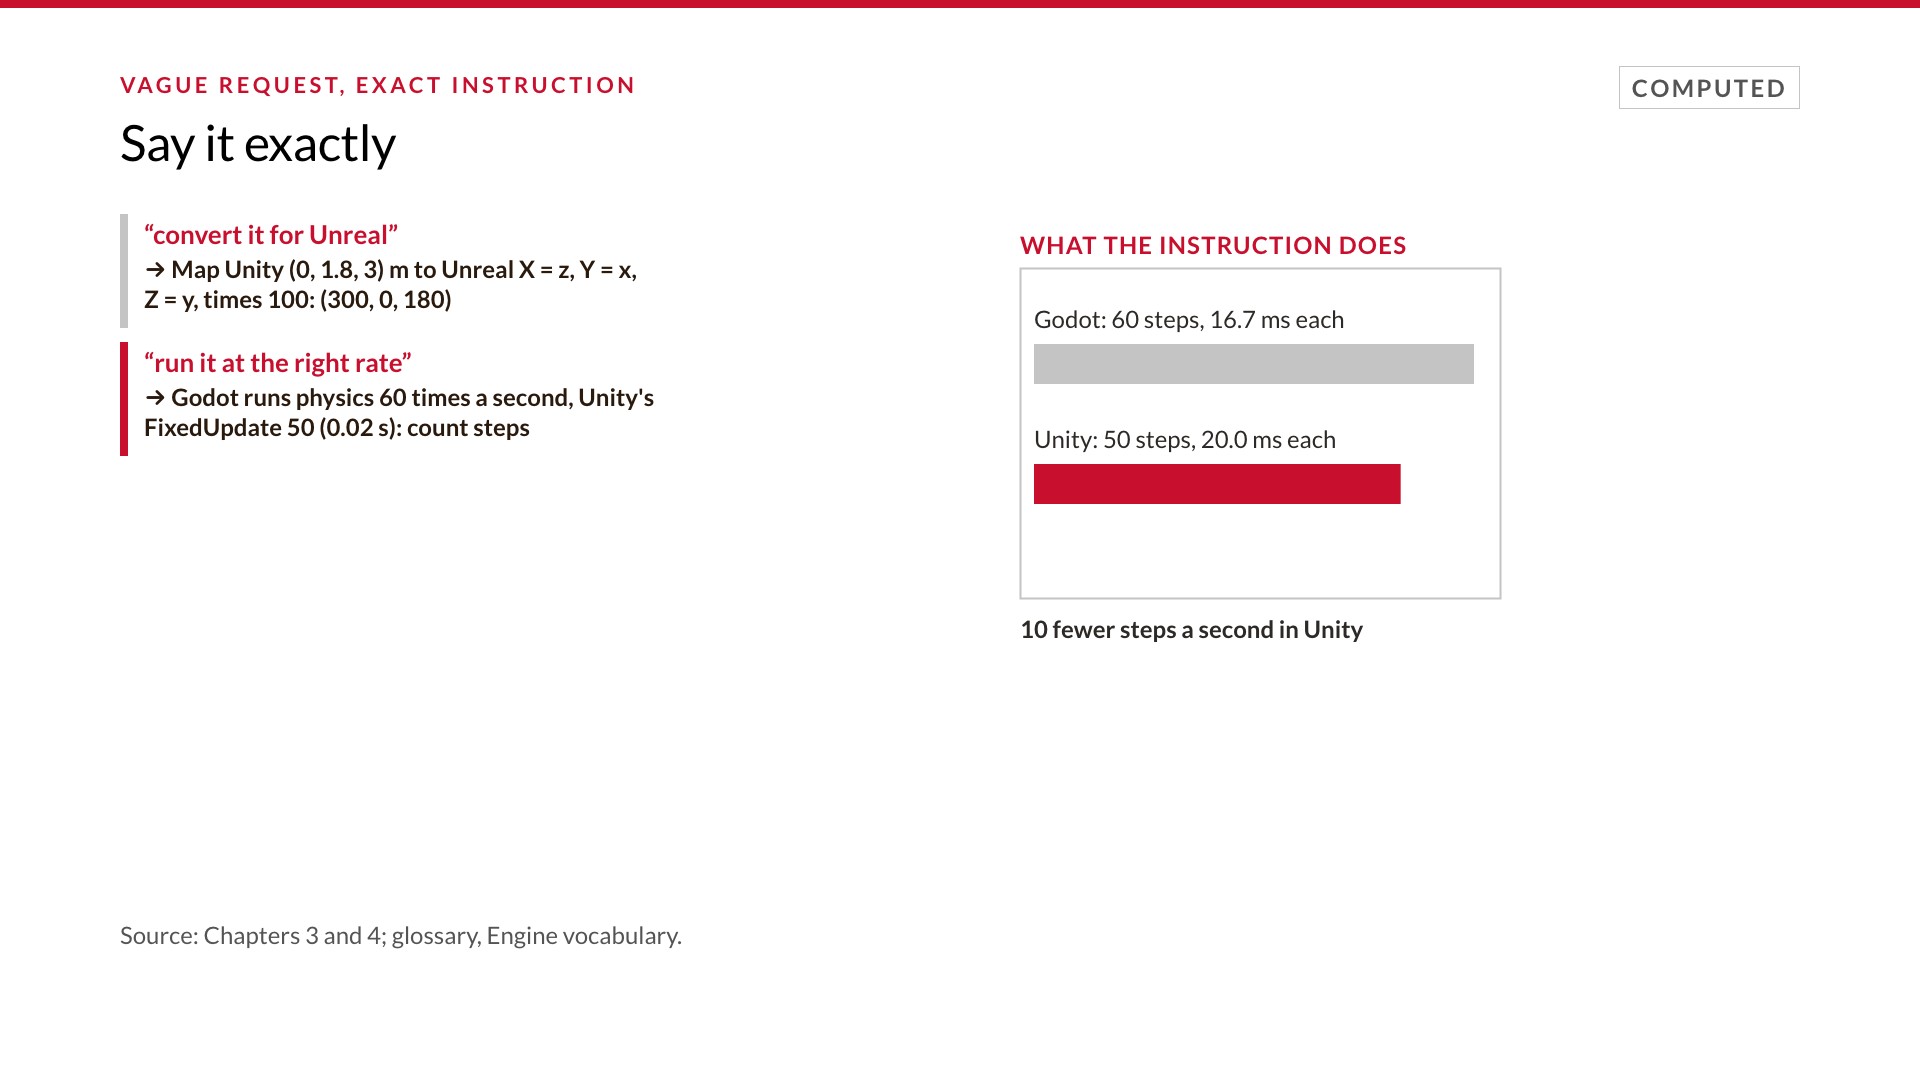 VAGUE REQUEST, EXACT INSTRUCTION
COMPUTED
Say it exactly
“convert it for Unreal”
→ Map Unity (0, 1.8, 3) m to Unreal X = z, Y = x,
Z = y, times 100: (300, 0, 180)
“run it at the right rate”
→ Godot runs physics 60 times a second, Unity's
FixedUpdate 50 (0.02 s): count steps
WHAT THE INSTRUCTION DOES
Godot: 60 steps, 16.7 ms each
Unity: 50 steps, 20.0 ms each
10 fewer steps a second in Unity
Source: Chapters 3 and 4; glossary, Engine vocabulary.